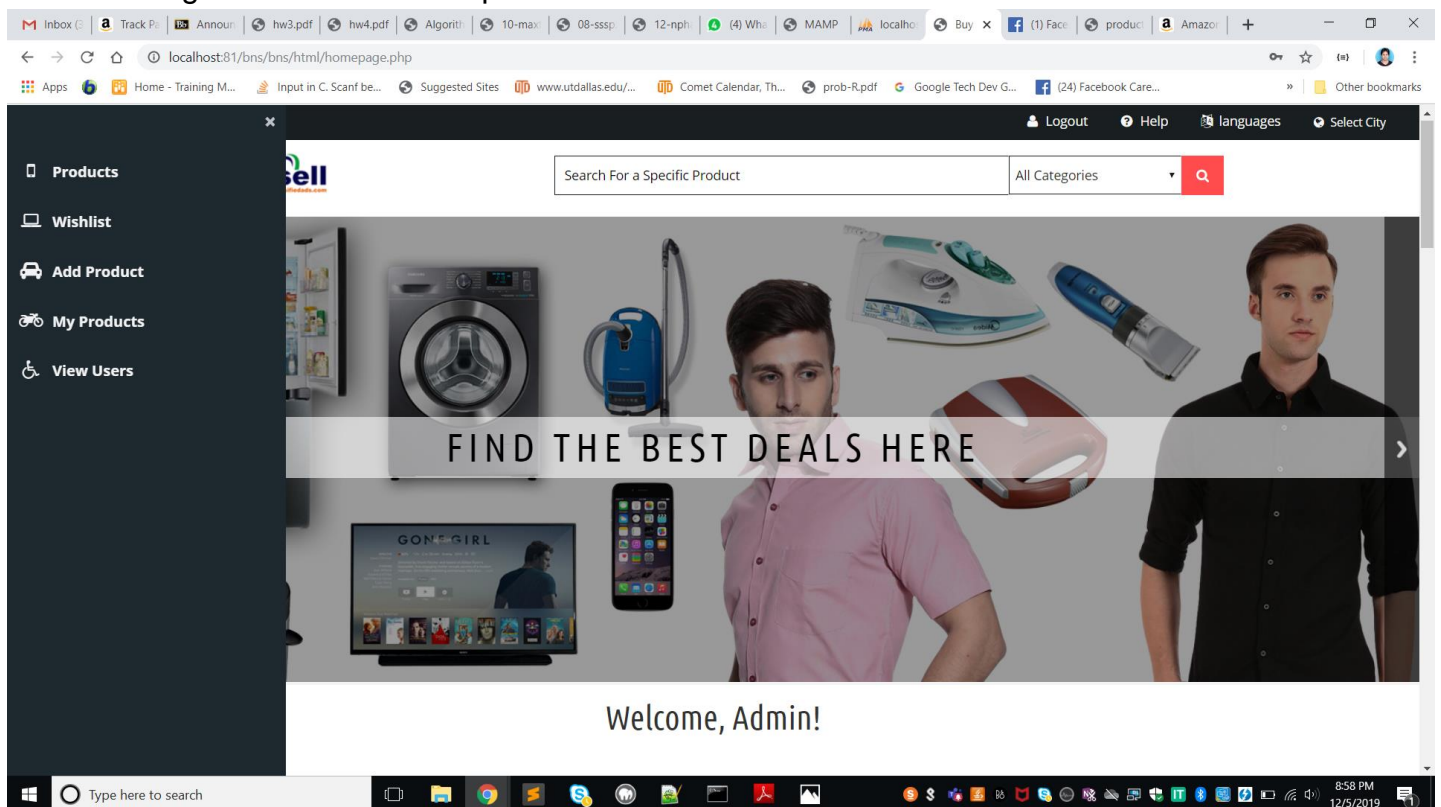 Inbox (3
Track Pa
Announ
hw3.pdf
hw4.pdf
Algorith
10-max
08-sssp
12-nph
(4) Wha
MAMP
localhos
Buy
(1) Face
product
Amazon
localhost:81/bns/bns/html/homepage.php
Apps
Home - Training M...
Input in C. Scanf be...
Suggested Sites
www.utdallas.edu/...
Comet Calendar, Th...
prob-R.pdf
Google Tech Dev G...
(24) Facebook Care...
»
Other bookmarks
Logout
Help
languages
Select City
sell
Search For a Specific Product
All Categories
Products
Wishlist
Add Product
My Products
View Users
FIND THE BEST DEALS HERE
GONE GIRL
Welcome, Admin!
Type here to search
8:58 PM
12/5/2019